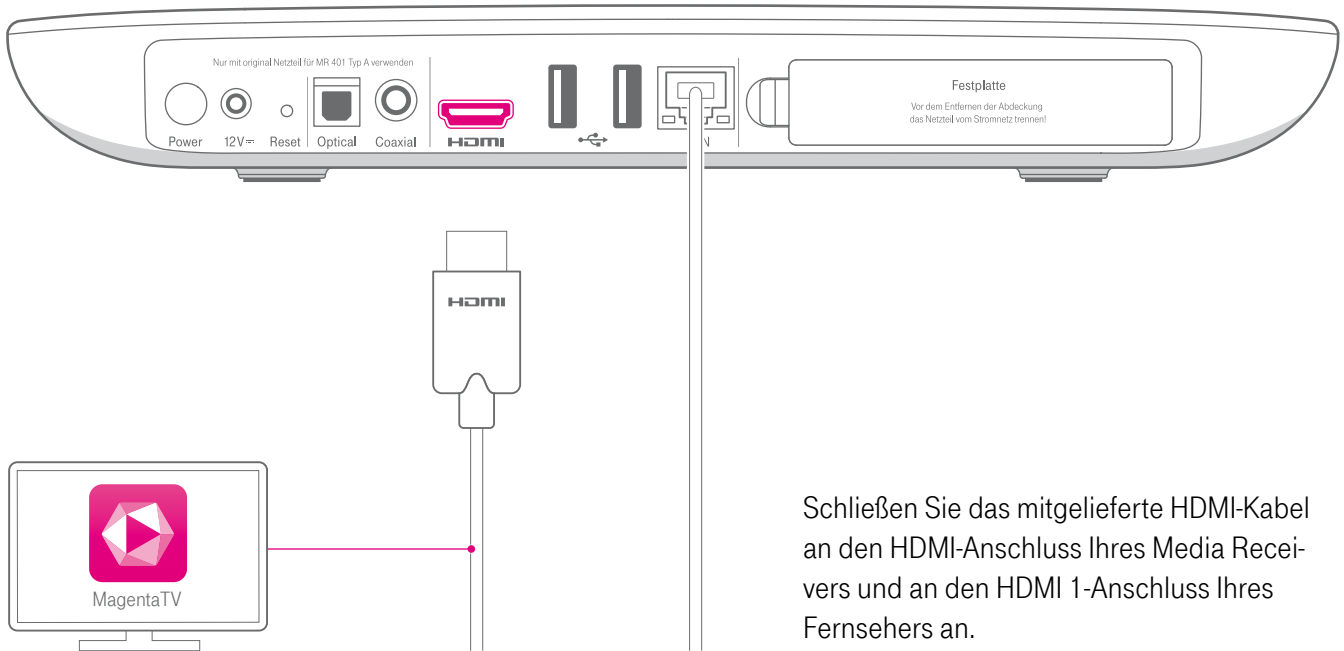 Nur mit original Netzteil für MR 401 Typ A verwenden
Power
12V
Reset
Optical
Coaxial
HDMI
N
Festplatte
Vor dem Entfernen der Abdeckung
das Netzteil vom Stromnetz trennen!
HDMI
MagentaTV
Schließen Sie das mitgelieferte HDMI-Kabel
an den HDMI-Anschluss Ihres Media Recei-
vers und an den HDMI 1-Anschluss Ihres
Fernsehers an.